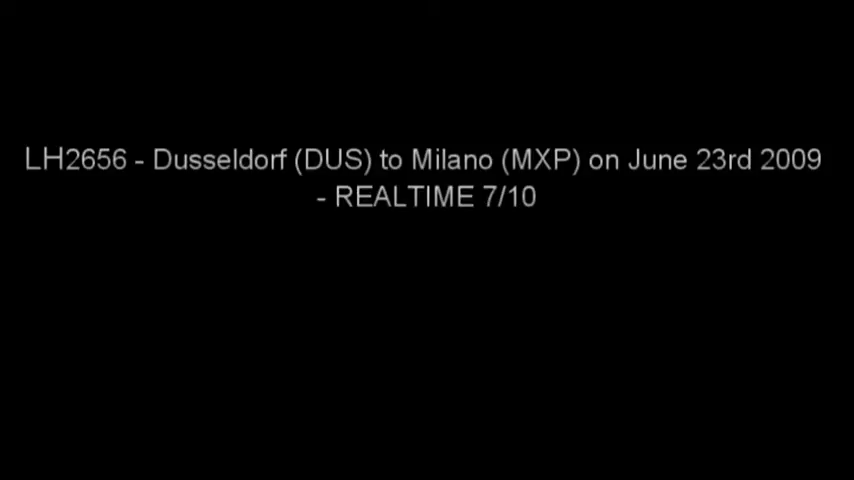 LH2656 - Dusseldorf (DUS) to Milano (MXP) on June 23rd 2009
- REALTIME 7/10